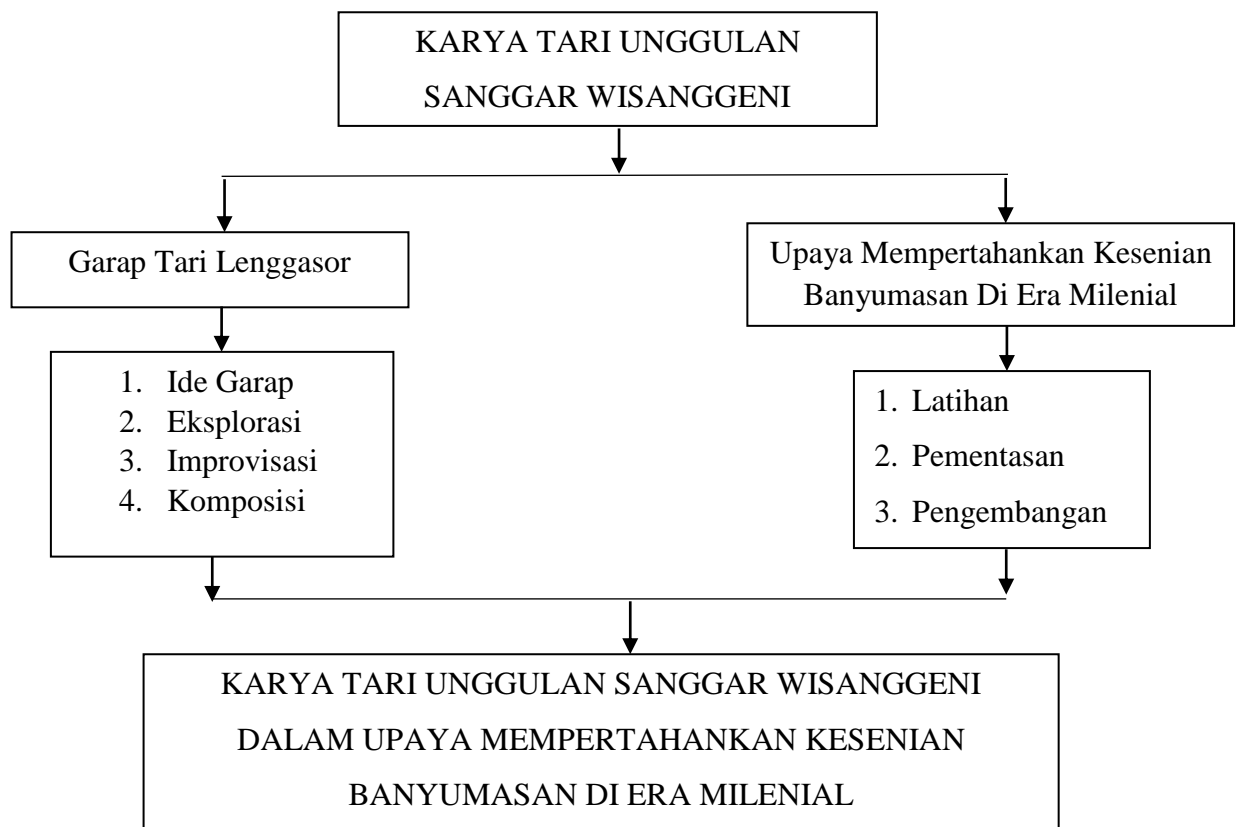 KARYA TARI UNGGULAN
SANGGAR WISANGGENI
Garap Tari Lenggasor
Upaya Mempertahankan Kesenian
Banyumasan Di Era Milenial
1. Ide Garap
2. Eksplorasi
3. Improvisasi
4. Komposisi
1. Latihan
2. Pementasan
3. Pengembangan
KARYA TARI UNGGULAN SANGGAR WISANGGENI
DALAM UPAYA MEMPERTAHANKAN KESENIAN
BANYUMASAN DI ERA MILENIAL